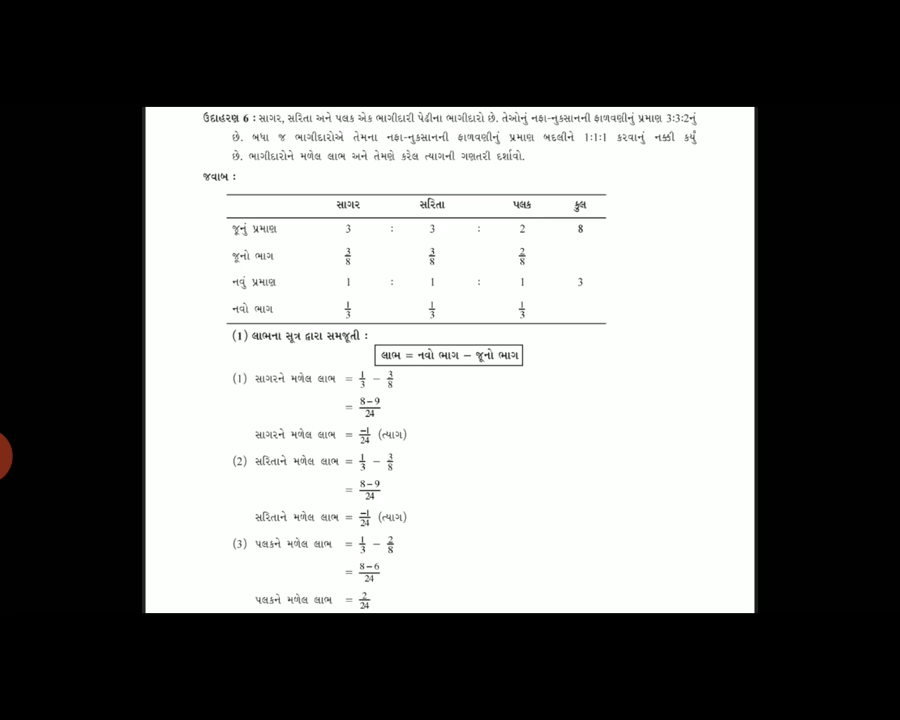 ઉદાહરણ 6 : સાગર, સરિતા અને પલક એક ભાગીદારી પેઢીના ભાગીદારો છે. તેઓનું નફા-નુકસાનની ફાળવણીનું પ્રમાણ 3:3:2નું
છે. બધા જ ભાગીદારોએ તેમના નફા-નુકસાનની ફાળવણીનું પ્રમાણ બદલીને 1:1:1 કરવાનું નક્કી કર્યું
છે. ભાગીદારોને મળેલ લાભ અને તેમણે કરેલ ત્યાગની ગણતરી દર્શાવો.
જવાબ :
સાગર સરિતા પલક કુલ
જૂનું પ્રમાણ 3 : 3 : 2 8
જૂનો ભાગ 3/8 3/8 2/8
નવું પ્રમાણ 1 : 1 : 1 3
નવો ભાગ 1/3 1/3 1/3
(1) લાભના સૂત્ર દ્વારા સમજૂતી :
લાભ = નવો ભાગ – જૂનો ભાગ
(1) સાગરને મળેલ લાભ = 1/3 – 3/8
= 8–9/24
સાગરને મળેલ લાભ = –1/24 (ત્યાગ)
(2) સરિતાને મળેલ લાભ = 1/3 – 3/8
= 8–9/24
સરિતાને મળેલ લાભ = –1/24 (ત્યાગ)
(3) પલકને મળેલ લાભ = 1/3 – 2/8
= 8–6/24
પલકને મળેલ લાભ = 2/24